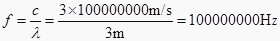 f = c/λ = 3×100000000m/s / 3m = 100000000Hz